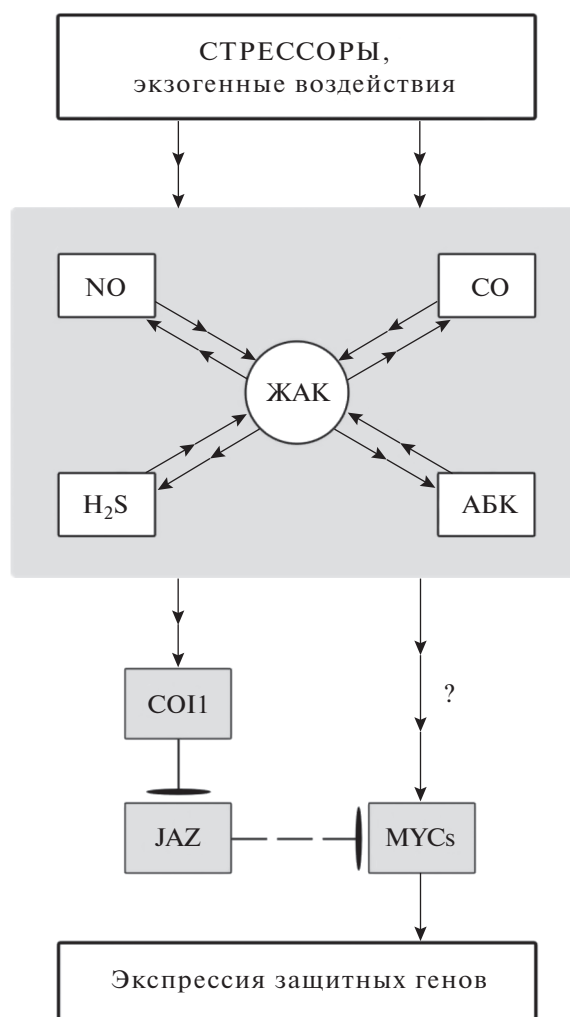 СТРЕССОРЫ,
экзогенные воздействия
NO
CO
ЖАК
H₂S
АБК
COI1
?
JAZ
MYCs
Экспрессия защитных генов